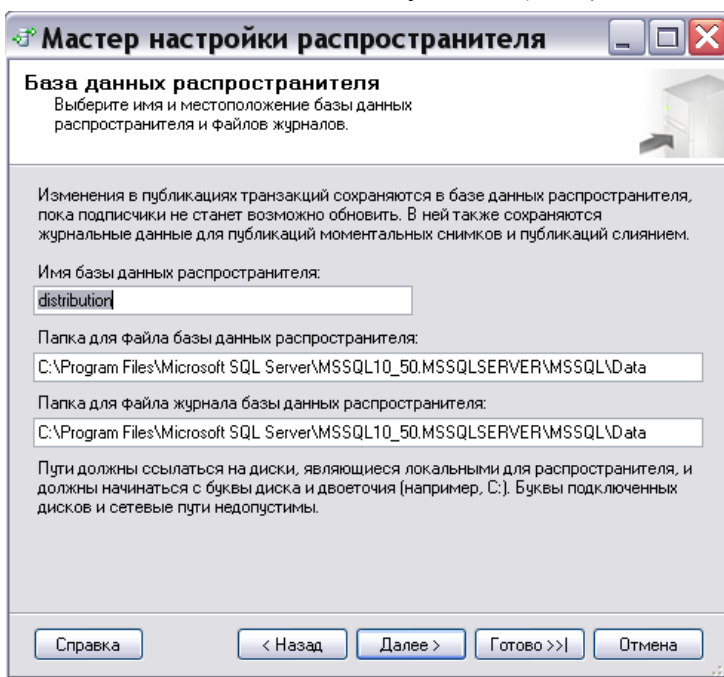 Мастер настройки распространителя
База данных распространителя
Выберите имя и местоположение базы данных
распространителя и файлов журналов.
Изменения в публикациях транзакций сохраняются в базе данных распространителя,
пока подписчики не станет возможно обновить. В ней также сохраняются
журнальные данные для публикаций моментальных снимков и публикаций слиянием.
Имя базы данных распространителя:
distribution
Папка для файла базы данных распространителя:
C:\Program Files\Microsoft SQL Server\MSSQL10_50.MSSQLSERVER\MSSQL\Data
Папка для файла журнала базы данных распространителя:
C:\Program Files\Microsoft SQL Server\MSSQL10_50.MSSQLSERVER\MSSQL\Data
Пути должны ссылаться на диски, являющиеся локальными для распространителя, и
должны начинаться с буквы диска и двоеточия (например, C:). Буквы подключенных
дисков и сетевые пути недопустимы.
Справка
< Назад
Далее >
Готово >>|
Отмена